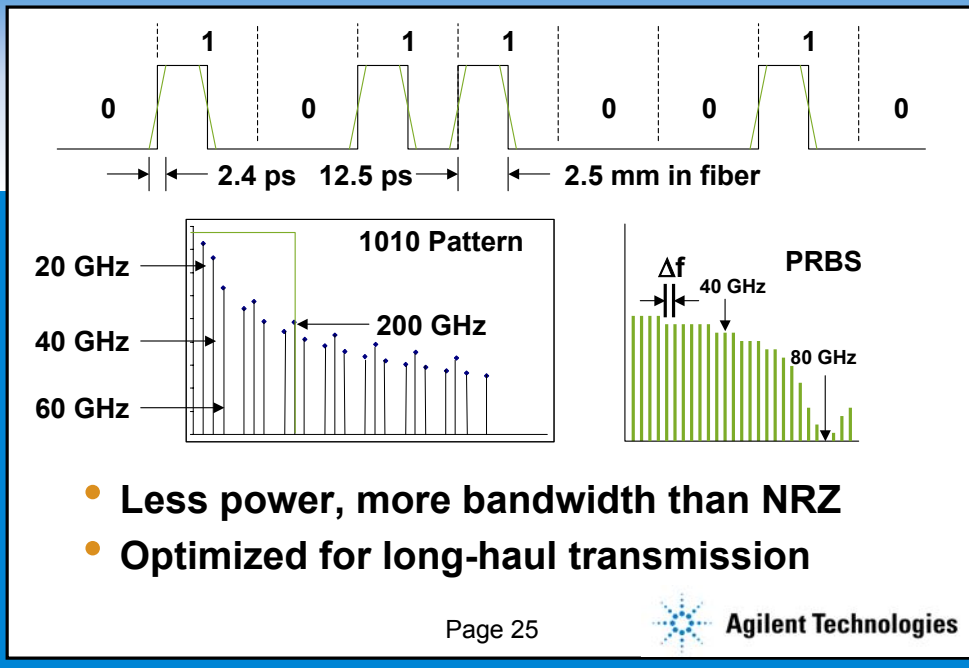 1 1 1 1
0 0 0 0 0
2.4 ps 12.5 ps 2.5 mm in fiber
1010 Pattern
20 GHz
200 GHz
40 GHz
60 GHz
PRBS
Δf
40 GHz
80 GHz
• Less power, more bandwidth than NRZ
• Optimized for long-haul transmission
Page 25
Agilent Technologies